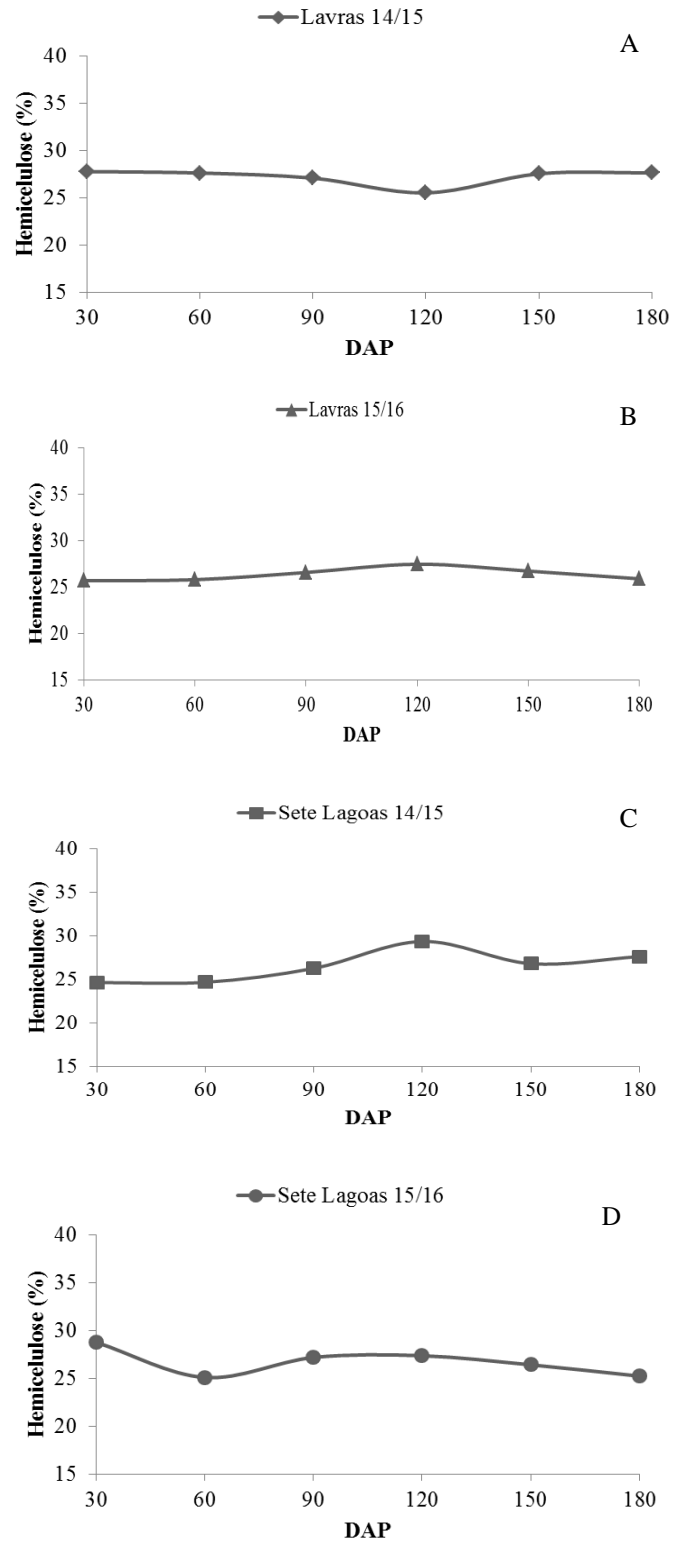 Lavras 14/15
A
40
35
30
25
20
15
Hemicelulose (%)
30 60 90 120 150 180
DAP
Lavras 15/16
B
40
35
30
25
20
15
Hemicelulose (%)
30 60 90 120 150 180
DAP
Sete Lagoas 14/15
C
40
35
30
25
20
15
Hemicelulose (%)
30 60 90 120 150 180
DAP
Sete Lagoas 15/16
D
40
35
30
25
20
15
Hemicelulose (%)
30 60 90 120 150 180
DAP